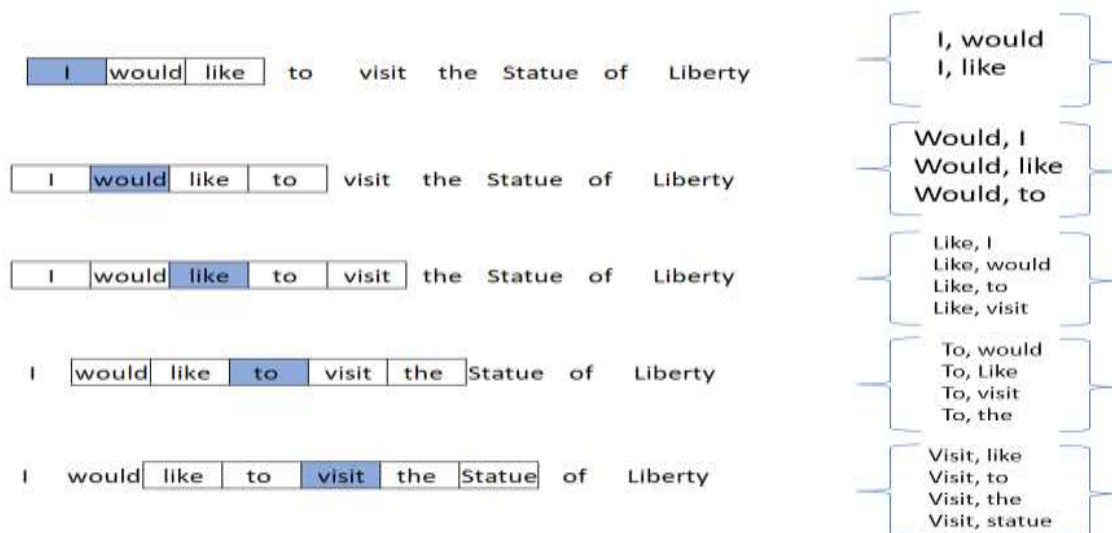 I would like to visit the Statue of Liberty
I, would
I, like
I would like to visit the Statue of Liberty
Would, I
Would, like
Would, to
I would like to visit the Statue of Liberty
Like, I
Like, would
Like, to
Like, visit
I would like to visit the Statue of Liberty
To, would
To, Like
To, visit
To, the
I would like to visit the Statue of Liberty
Visit, like
Visit, to
Visit, the
Visit, statue